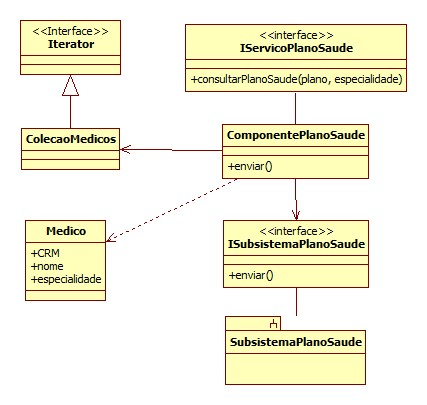 <<Interface>>
Iterator
<<interface>>
IServicoPlanoSaude
+consultarPlanoSaude(plano, especialidade)
ColecaoMedicos
ComponentePlanoSaude
+enviar()
Medico
+CRM
+nome
+especialidade
<<interface>>
ISubsistemaPlanoSaude
+enviar()
SubsistemaPlanoSaude